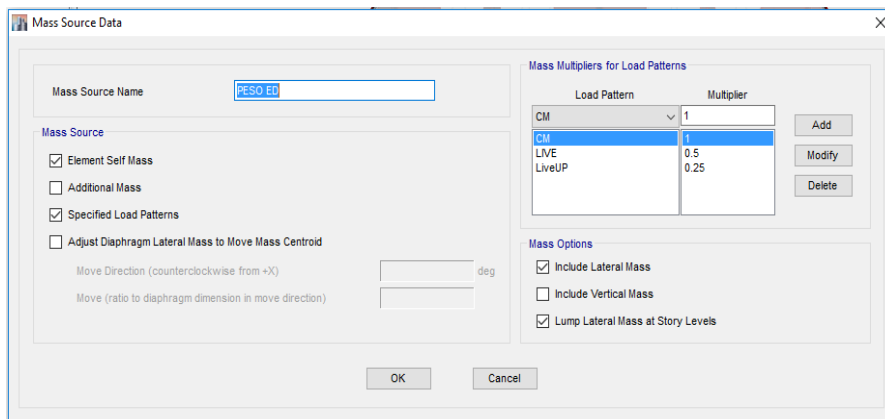 Mass Source Data
Mass Source Name
PESO ED
Mass Source
Element Self Mass
Additional Mass
Specified Load Patterns
Adjust Diaphragm Lateral Mass to Move Mass Centroid
Move Direction (counterclockwise from +X)
deg
Move (ratio to diaphragm dimension in move direction)
Mass Multipliers for Load Patterns
Load Pattern Multiplier
CM 1
CM 1
LIVE 0.5
LiveUP 0.25
Add
Modify
Delete
Mass Options
Include Lateral Mass
Include Vertical Mass
Lump Lateral Mass at Story Levels
OK Cancel